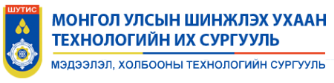 ШУТИС
МОНГОЛ УЛСЫН ШИНЖЛЭХ УХААН
ТЕХНОЛОГИЙН ИХ СУРГУУЛЬ
МЭДЭЭЛЭЛ, ХОЛБООНЫ ТЕХНОЛОГИЙН СУРГУУЛЬ